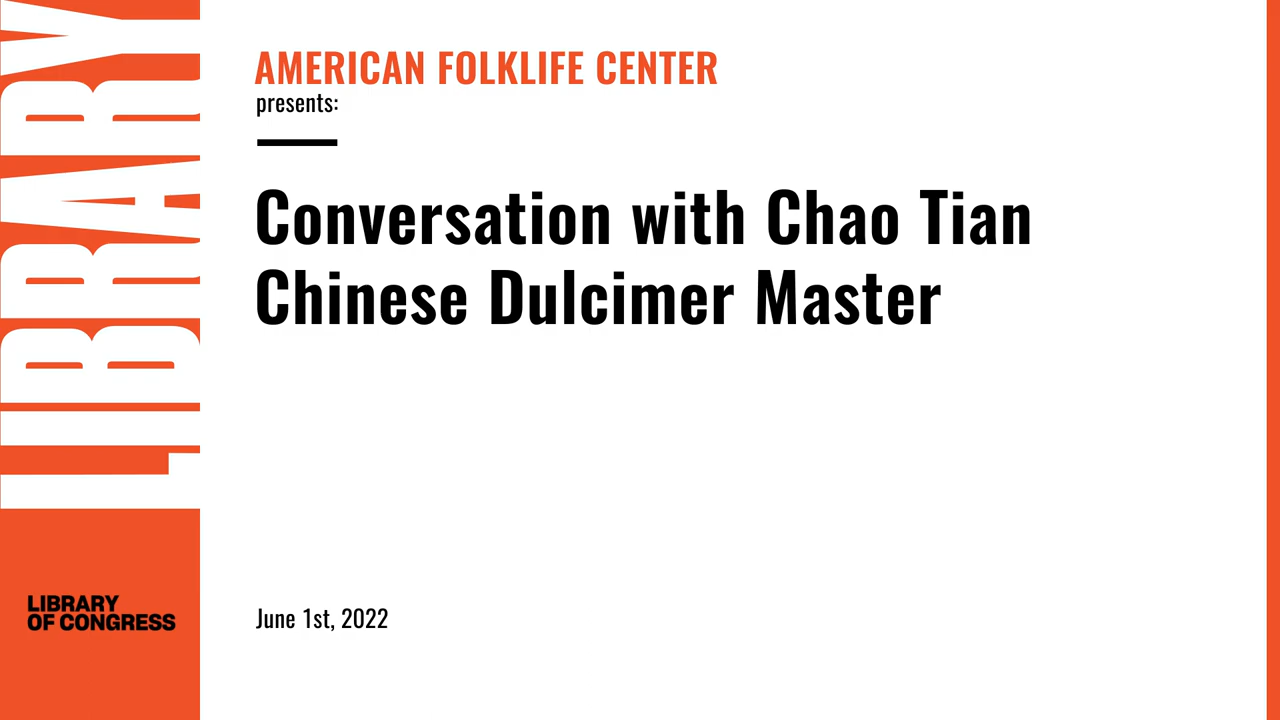 LIBRARY
LIBRARY
OF CONGRESS
AMERICAN FOLKLIFE CENTER
presents:
Conversation with Chao Tian
Chinese Dulcimer Master
June 1st, 2022